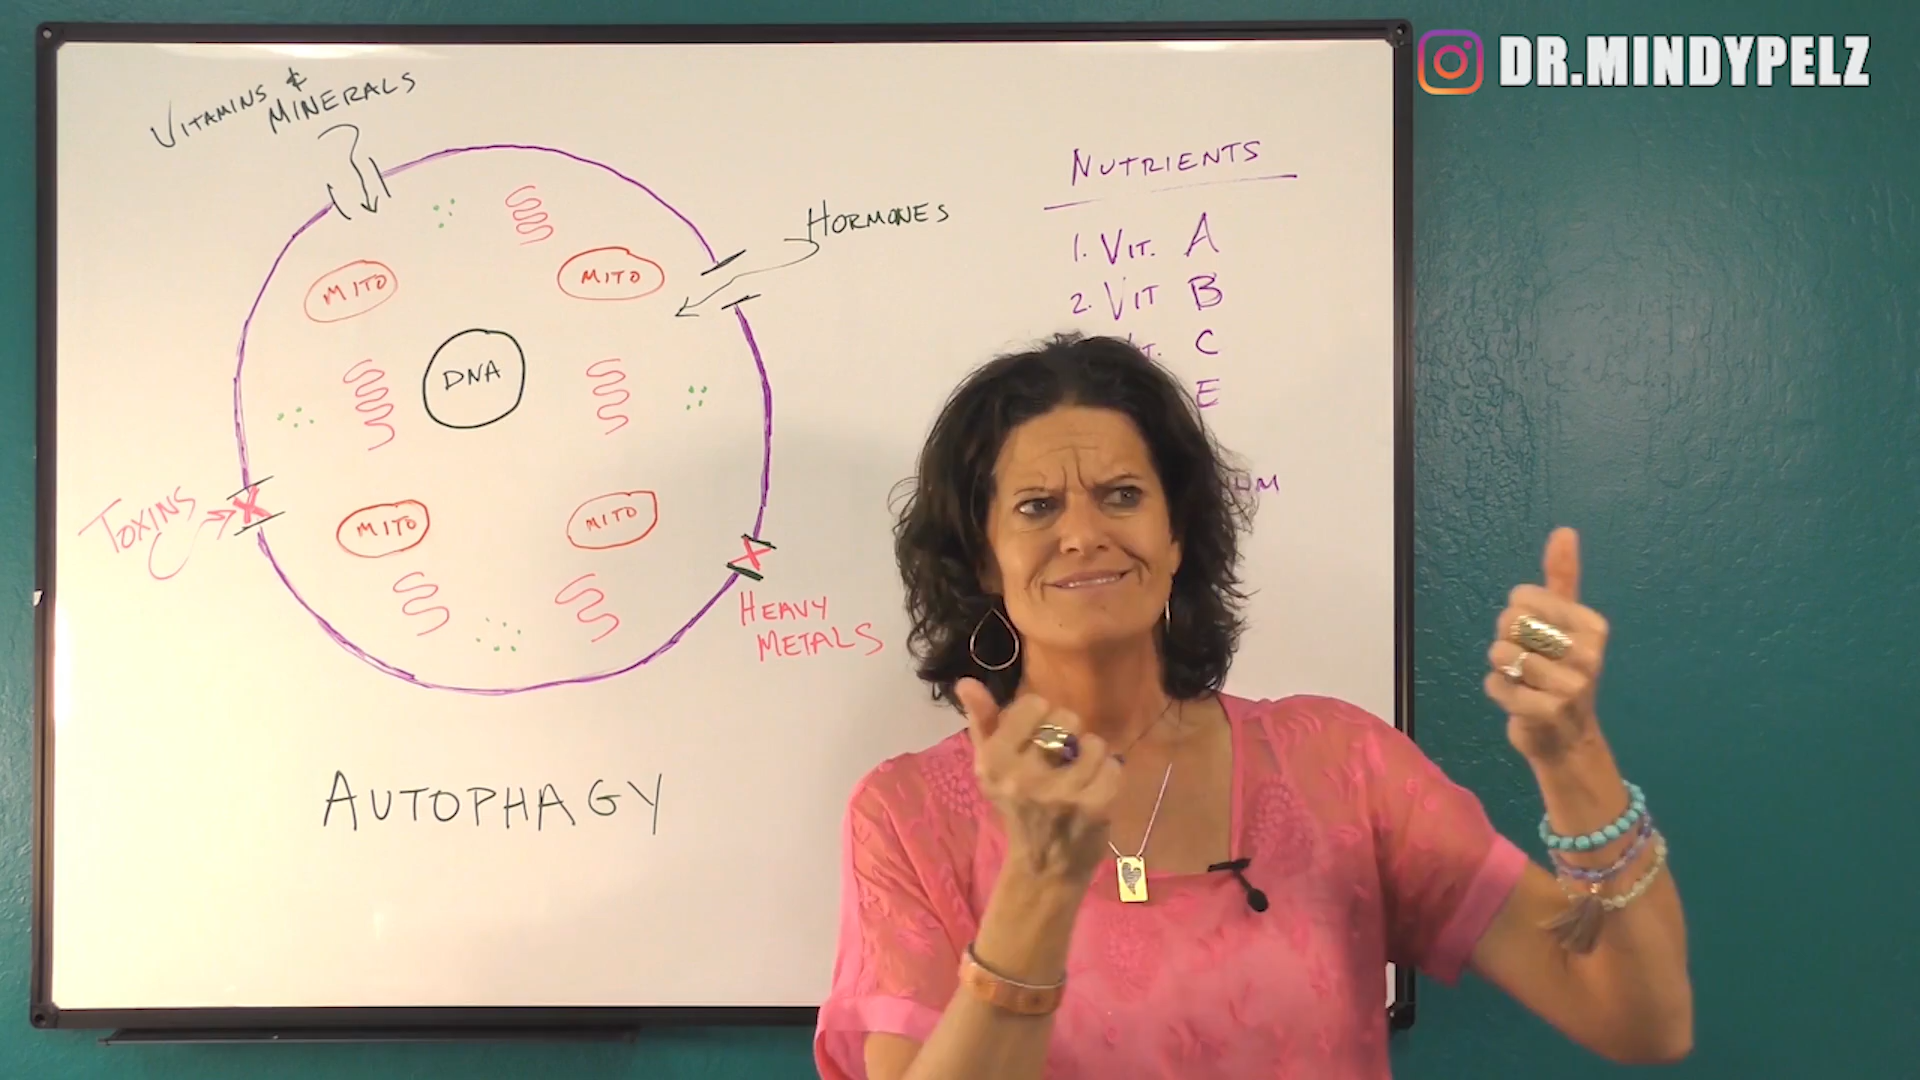 DR.MINDYPELZ
VITAMINS &
MINERALS
HORMONES
NUTRIENTS
1. VIT. A
2. VIT B
C
E
MITO
MITO
DNA
TOXINS
X
MITO
MITO
X
HEAVY
METALS
AUTOPHAGY